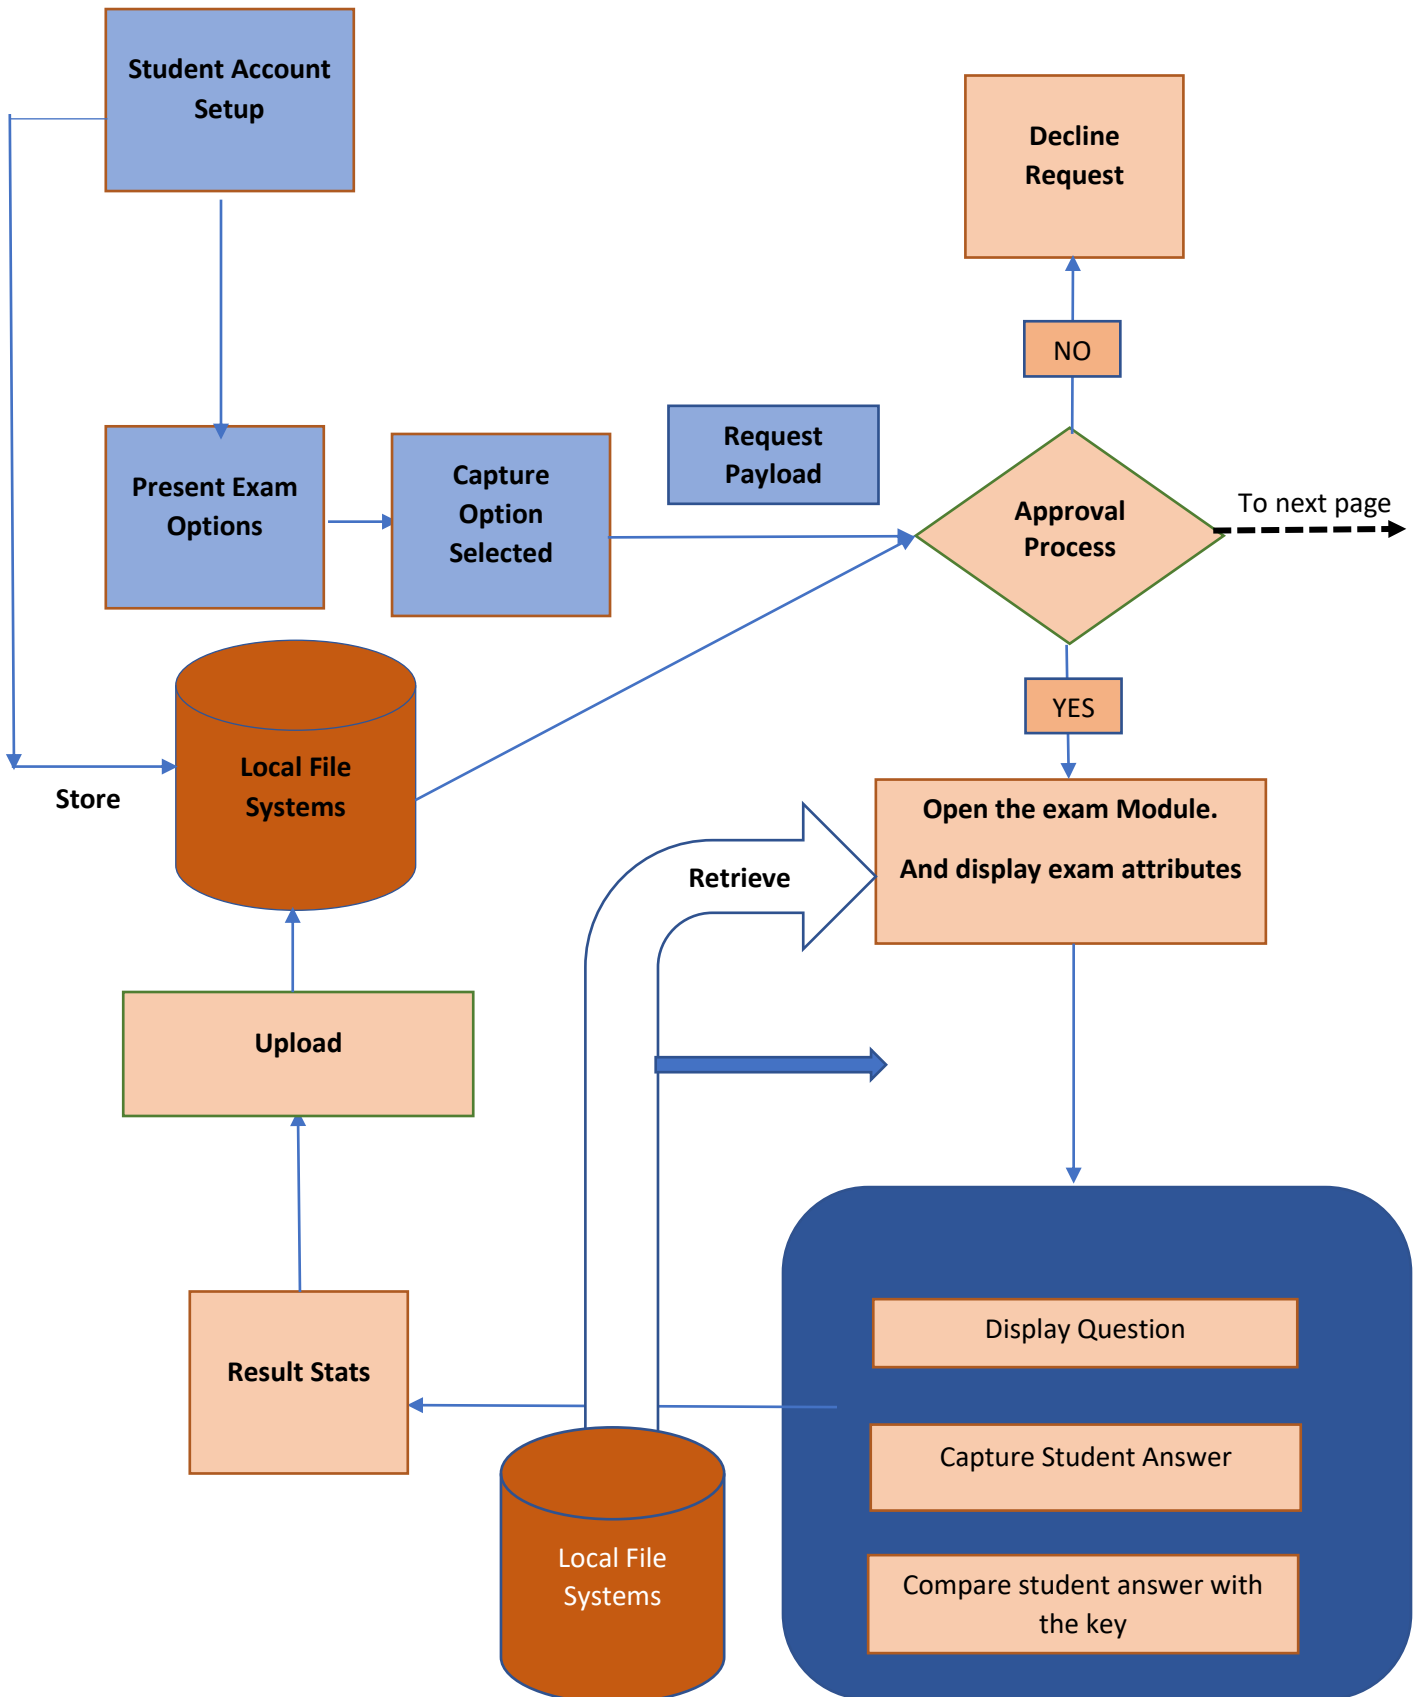 Student Account
Setup
Decline
Request
NO
Request
Payload
Present Exam
Options
Capture
Option
Selected
Approval
Process
To next page
YES
Local File
Systems
Store
Open the exam Module.
And display exam attributes
Retrieve
Upload
Display Question
Result Stats
Capture Student Answer
Local File
Systems
Compare student answer with
the key